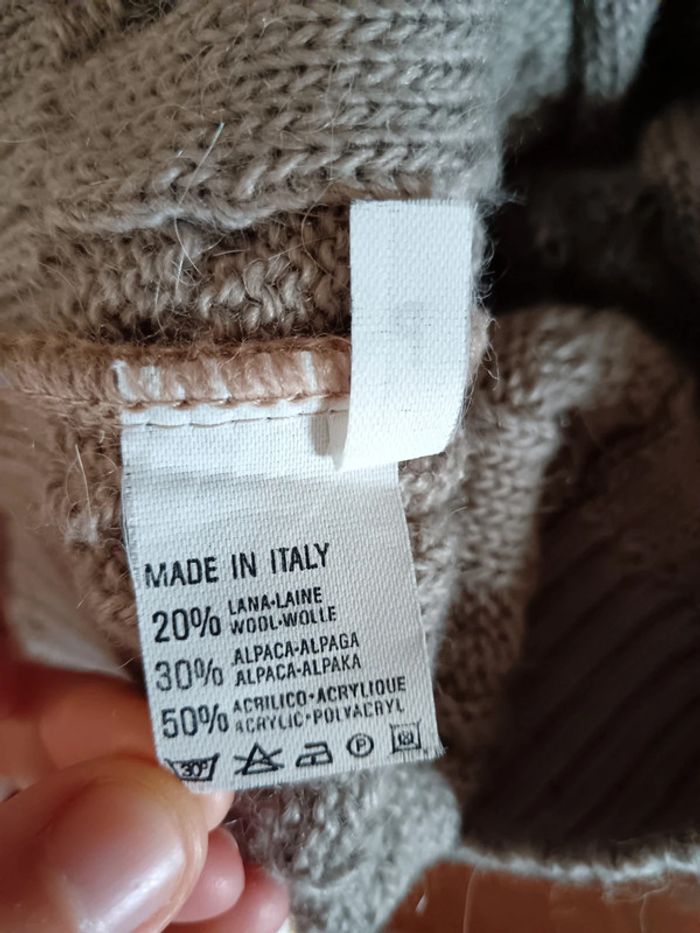 MADE IN ITALY
20% LANA•LAINE
WOOL•WOLLE
30% ALPACA•ALPAGA
ALPACA•ALPAKA
50% ACRILICO•ACRYLIQUE
ACRYLIC•POLYACRYL
30° P